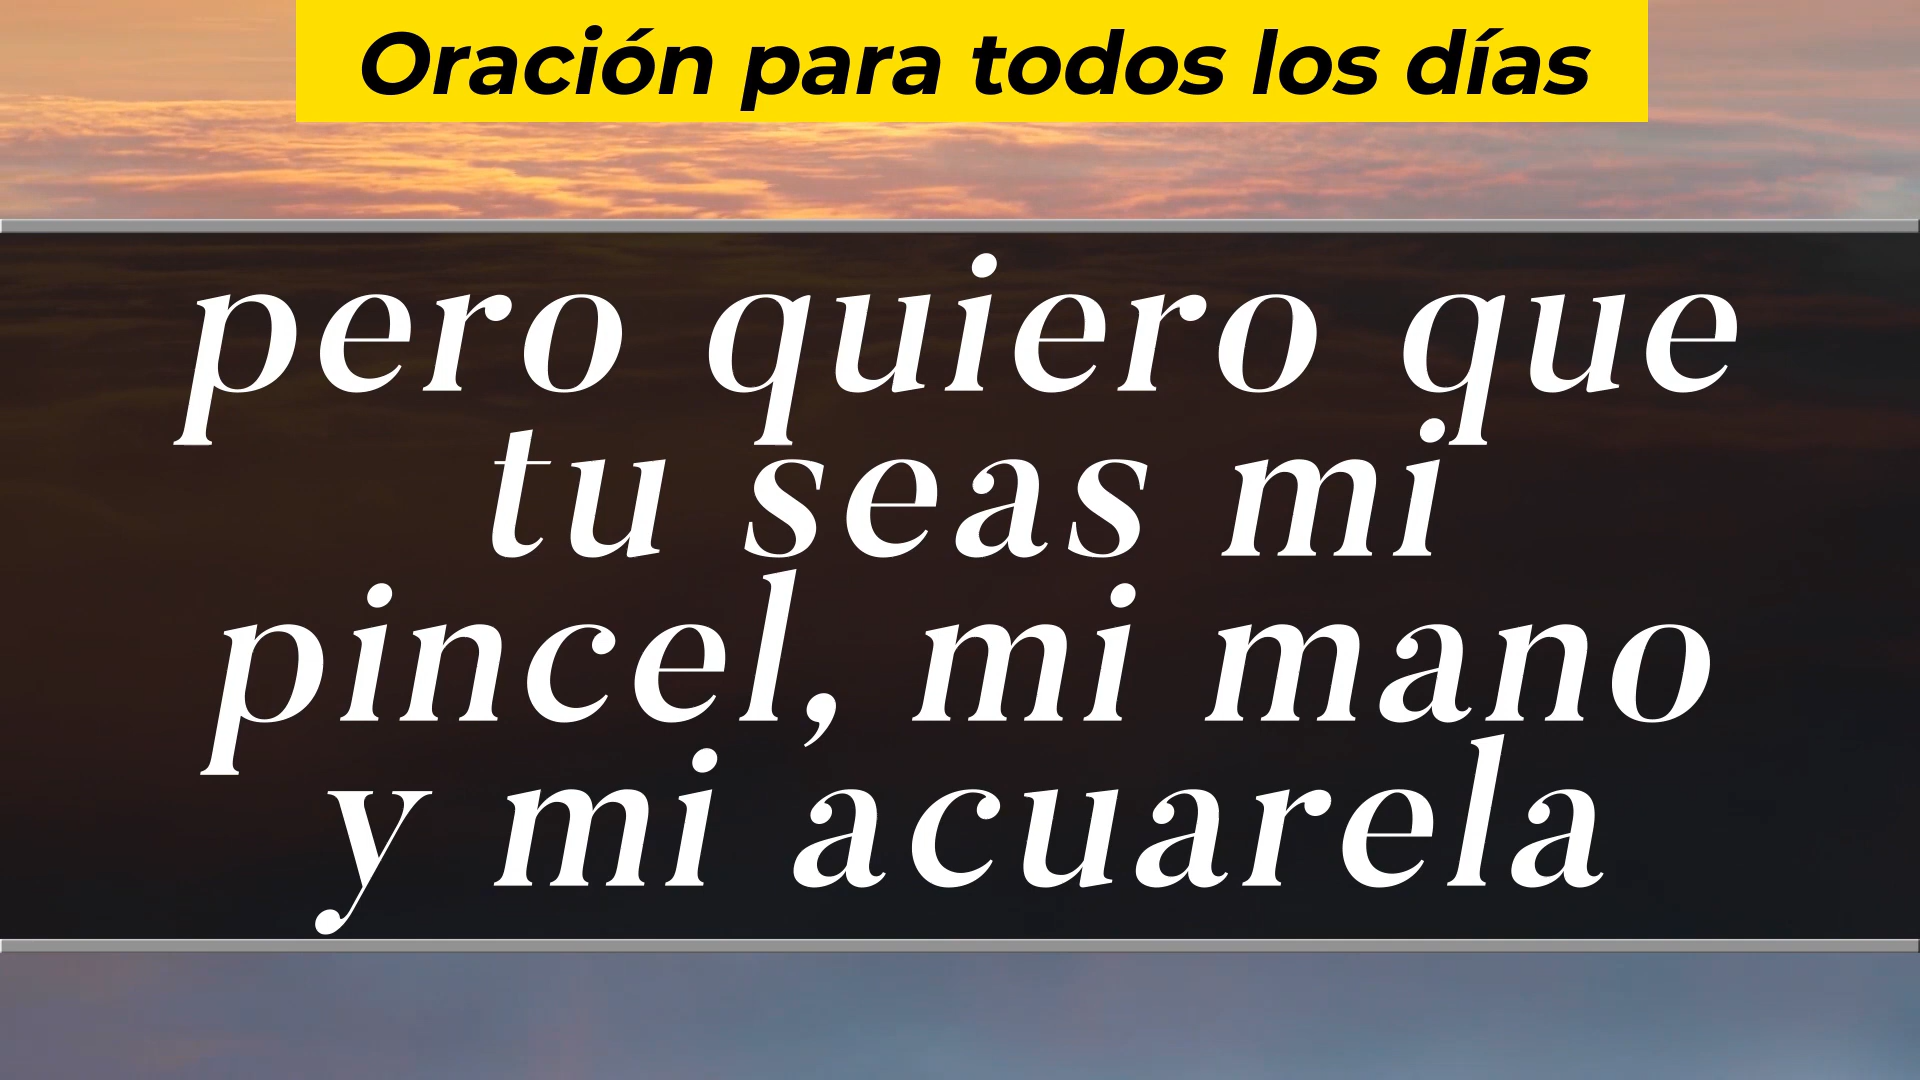 Oración para todos los días
pero quiero que
tu seas mi
pincel, mi mano
y mi acuarela